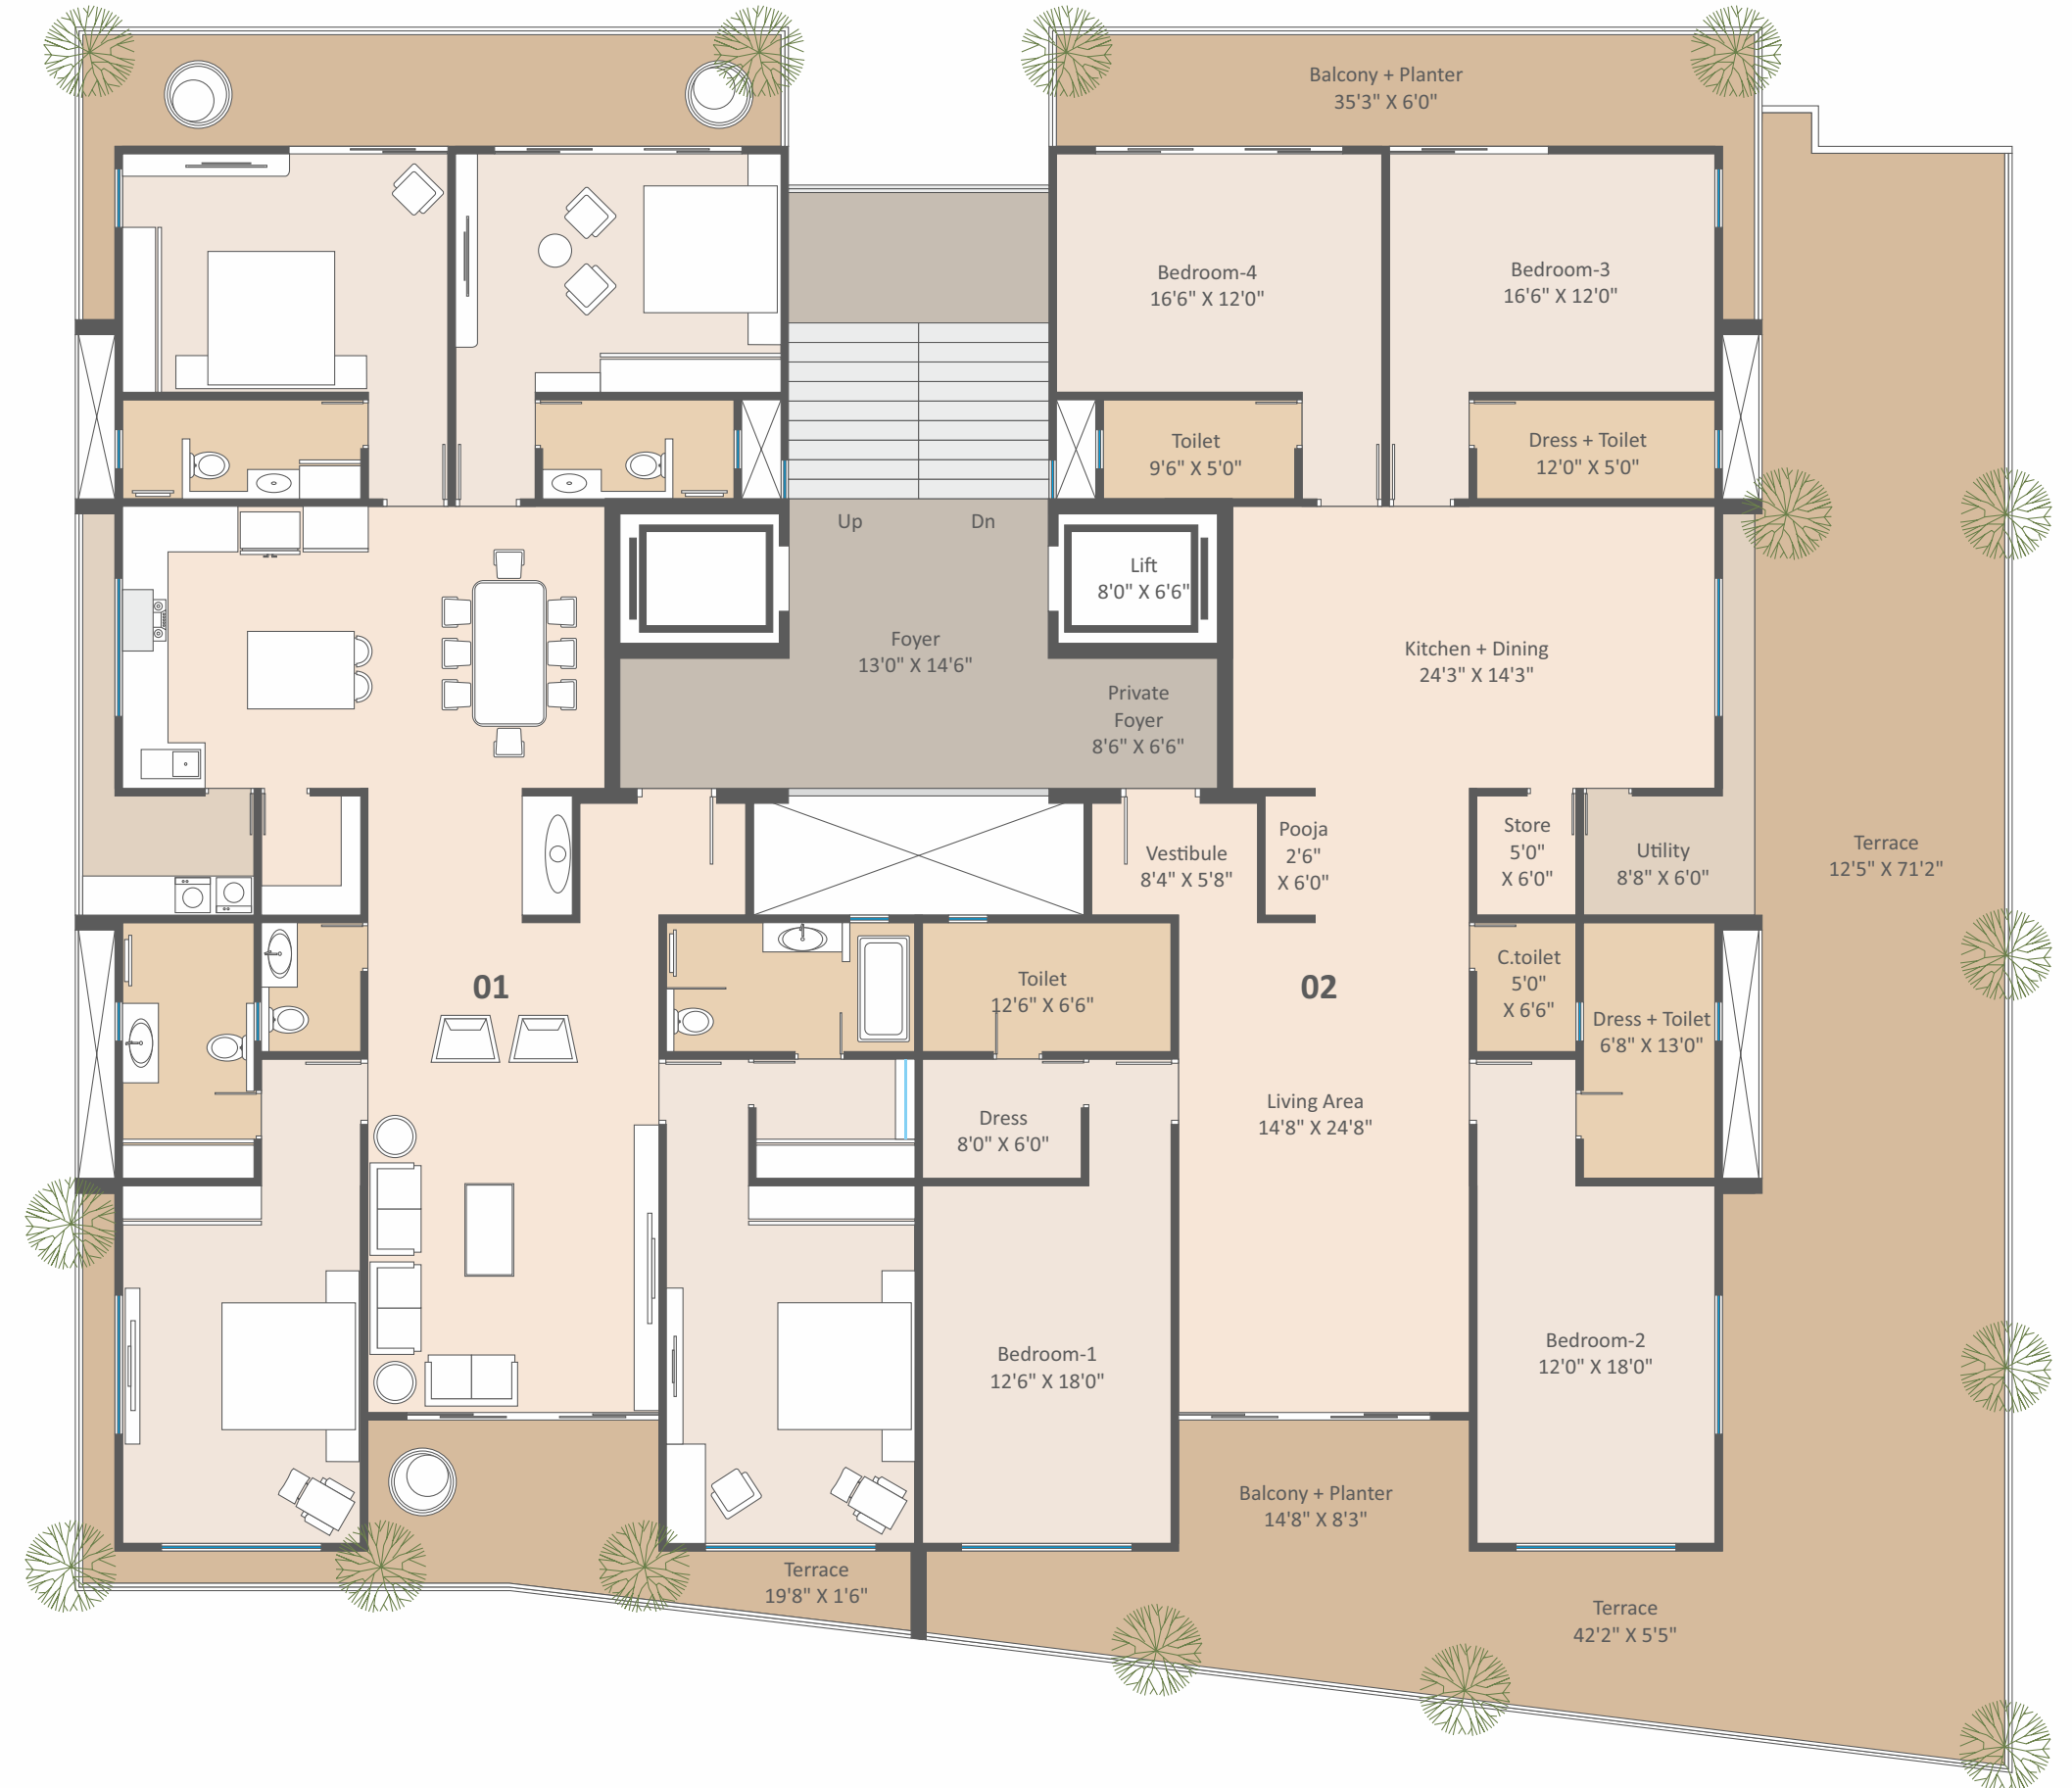 Balcony + Planter
35'3" X 6'0"
Bedroom-4
16'6" X 12'0"
Bedroom-3
16'6" X 12'0"
Toilet
9'6" X 5'0"
Dress + Toilet
12'0" X 5'0"
Up
Dn
Lift
8'0" X 6'6"
Foyer
13'0" X 14'6"
Private
Foyer
8'6" X 6'6"
Kitchen + Dining
24'3" X 14'3"
Vestibule
8'4" X 5'8"
Pooja
2'6"
X 6'0"
Store
5'0"
X 6'0"
Utility
8'8" X 6'0"
Terrace
12'5" X 71'2"
01
Toilet
12'6" X 6'6"
02
C.toilet
5'0"
X 6'6"
Dress + Toilet
6'8" X 13'0"
Dress
8'0" X 6'0"
Living Area
14'8" X 24'8"
Bedroom-1
12'6" X 18'0"
Bedroom-2
12'0" X 18'0"
Balcony + Planter
14'8" X 8'3"
Terrace
19'8" X 1'6"
Terrace
42'2" X 5'5"